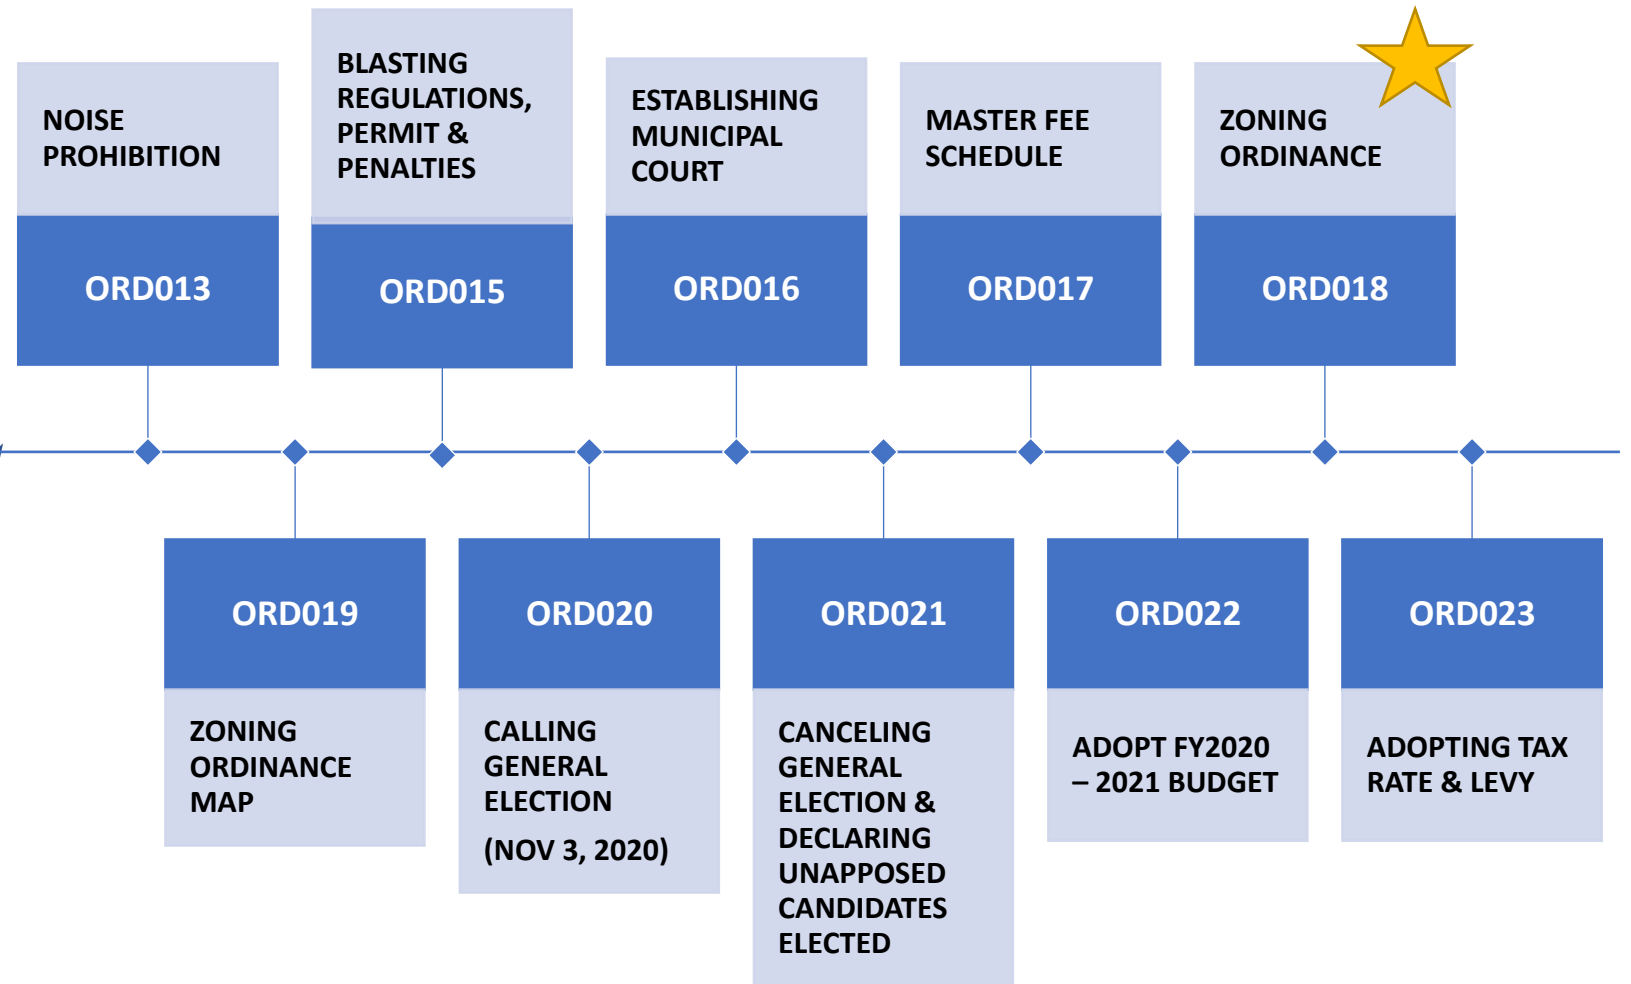 NOISE
PROHIBITION
ORD013
BLASTING
REGULATIONS,
PERMIT &
PENALTIES
ORD015
ESTABLISHING
MUNICIPAL
COURT
ORD016
MASTER FEE
SCHEDULE
ORD017
ZONING
ORDINANCE
ORD018
ORD019
ZONING
ORDINANCE
MAP
ORD020
CALLING
GENERAL
ELECTION
(NOV 3, 2020)
ORD021
CANCELING
GENERAL
ELECTION &
DECLARING
UNAPPOSED
CANDIDATES
ELECTED
ORD022
ADOPT FY2020
– 2021 BUDGET
ORD023
ADOPTING TAX
RATE & LEVY